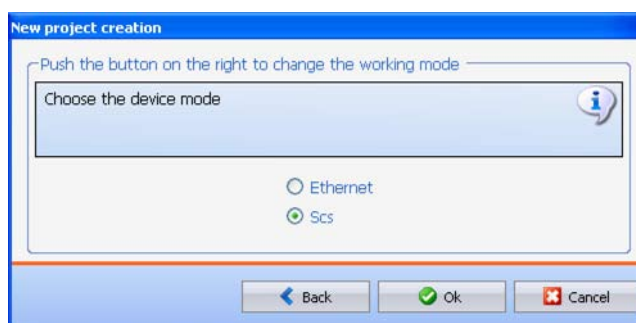 New project creation
Push the button on the right to change the working mode
Choose the device mode
Ethernet
Scs
Back
Ok
Cancel